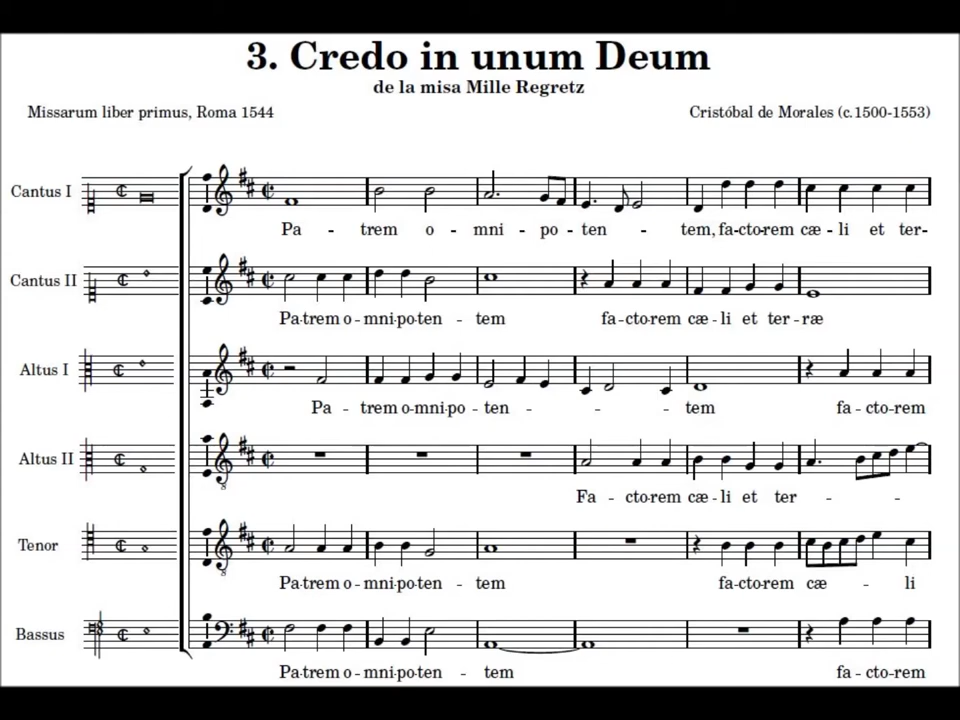 3. Credo in unum Deum
de la misa Mille Regretz
Missarum liber primus, Roma 1544
Cristóbal de Morales (c.1500-1553)
Cantus I
Pa - trem o - mni - po - ten - tem, fa-cto-rem cæ - li et ter-
Cantus II
Pa-trem o-mni-po-ten - tem fa-cto-rem cæ - li et ter-ræ
Altus I
Pa - trem o-mni-po - ten - - - tem fa-cto-rem
Altus II
8
Fa - cto-rem cæ - li et ter - - -
Tenor
8
Pa-trem o-mni-po-ten - tem fa-cto-rem cæ - li
Bassus
Pa-trem o-mni-po-ten - tem fa-cto-rem